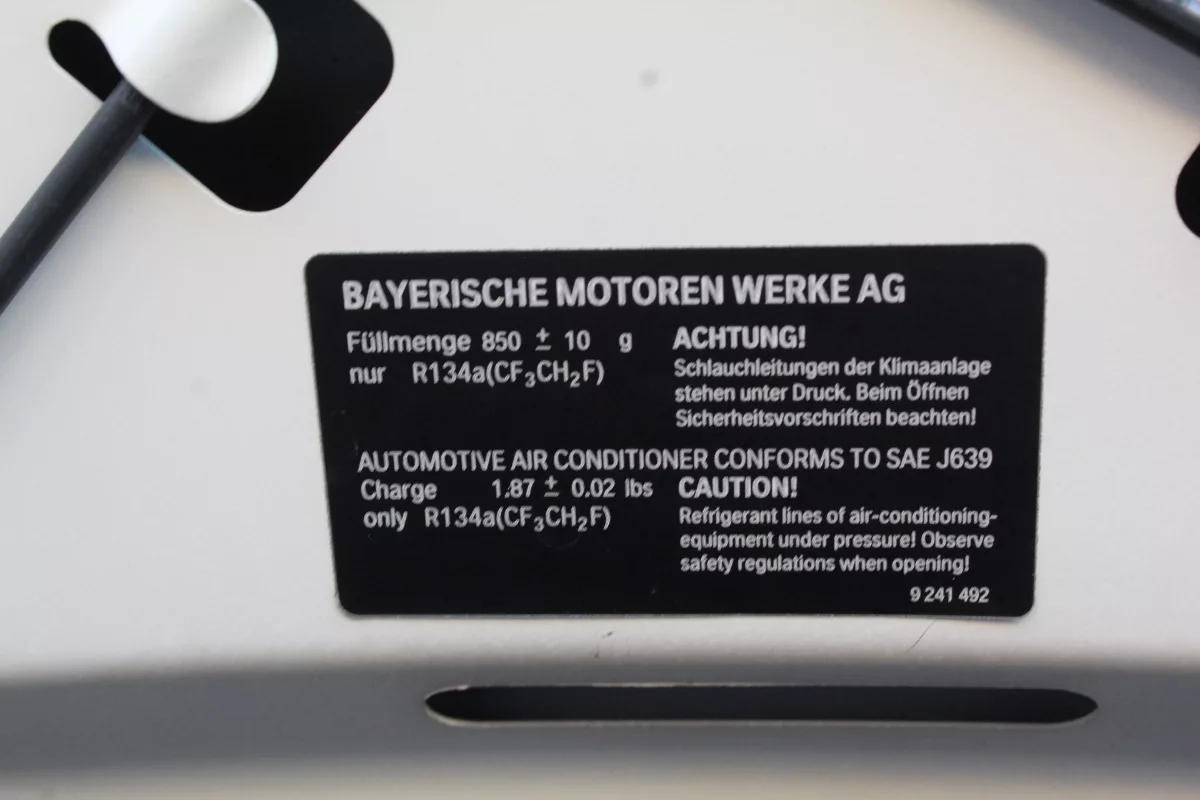 BAYERISCHE MOTOREN WERKE AG
Füllmenge 850 ± 10 g
nur R134a(CF₃CH₂F)
ACHTUNG!
Schlauchleitungen der Klimaanlage
stehen unter Druck. Beim Öffnen
Sicherheitsvorschriften beachten!
AUTOMOTIVE AIR CONDITIONER CONFORMS TO SAE J639
Charge 1.87 ± 0.02 lbs
only R134a(CF₃CH₂F)
CAUTION!
Refrigerant lines of air-conditioning-
equipment under pressure! Observe
safety regulations when opening!
9 241 492